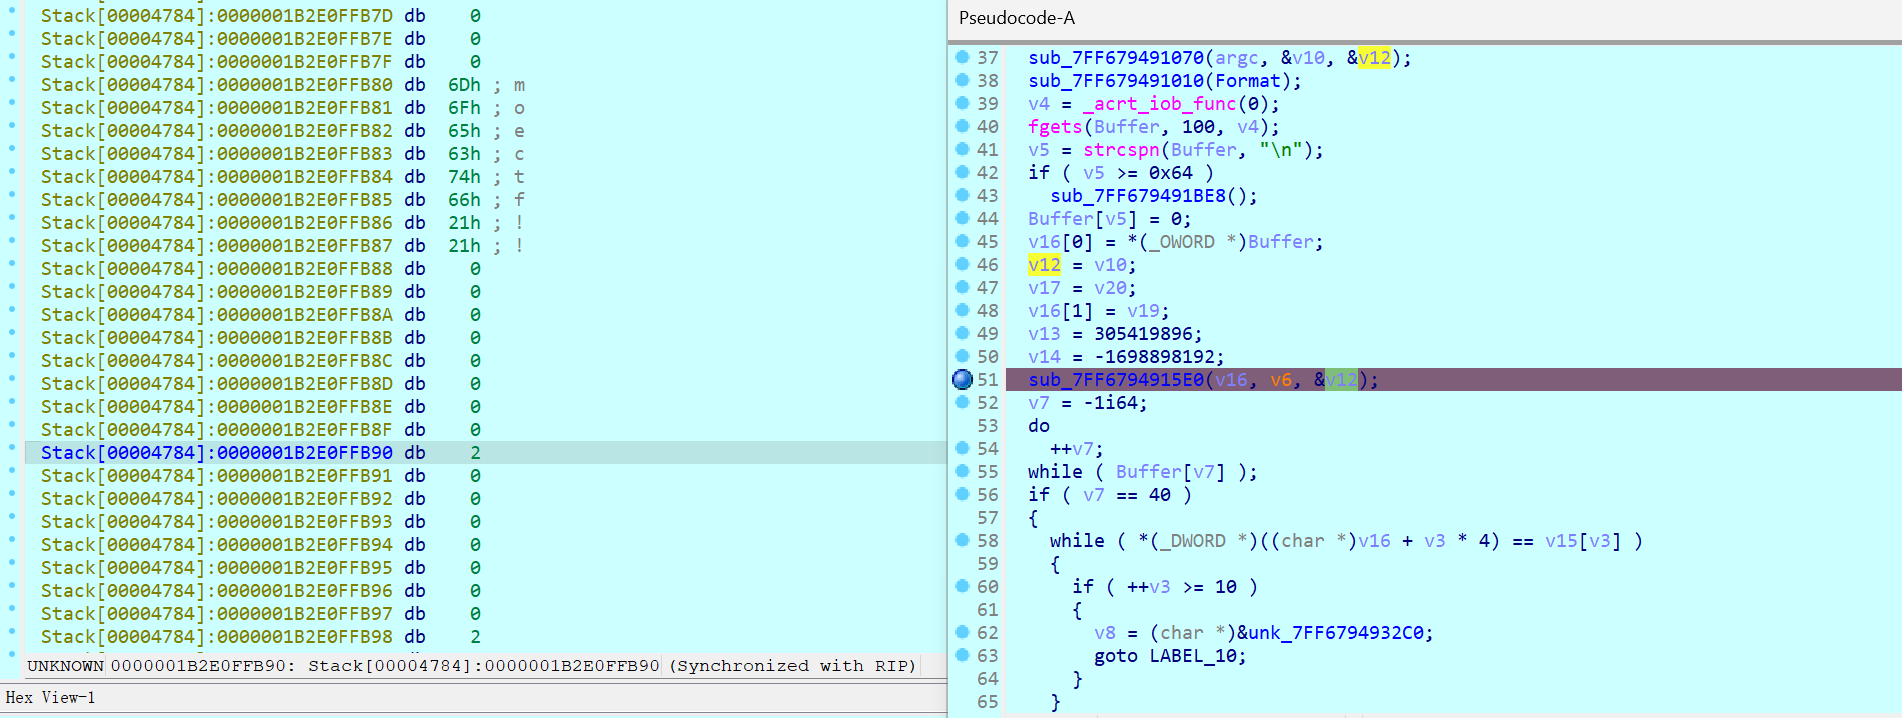 Stack[00004784]:0000001B2E0FFB7D db 0
Stack[00004784]:0000001B2E0FFB7E db 0
Stack[00004784]:0000001B2E0FFB7F db 0
Stack[00004784]:0000001B2E0FFB80 db 6Dh ; m
Stack[00004784]:0000001B2E0FFB81 db 6Fh ; o
Stack[00004784]:0000001B2E0FFB82 db 65h ; e
Stack[00004784]:0000001B2E0FFB83 db 63h ; c
Stack[00004784]:0000001B2E0FFB84 db 74h ; t
Stack[00004784]:0000001B2E0FFB85 db 66h ; f
Stack[00004784]:0000001B2E0FFB86 db 21h ; !
Stack[00004784]:0000001B2E0FFB87 db 21h ; !
Stack[00004784]:0000001B2E0FFB88 db 0
Stack[00004784]:0000001B2E0FFB89 db 0
Stack[00004784]:0000001B2E0FFB8A db 0
Stack[00004784]:0000001B2E0FFB8B db 0
Stack[00004784]:0000001B2E0FFB8C db 0
Stack[00004784]:0000001B2E0FFB8D db 0
Stack[00004784]:0000001B2E0FFB8E db 0
Stack[00004784]:0000001B2E0FFB8F db 0
Stack[00004784]:0000001B2E0FFB90 db 2
Stack[00004784]:0000001B2E0FFB91 db 0
Stack[00004784]:0000001B2E0FFB92 db 0
Stack[00004784]:0000001B2E0FFB93 db 0
Stack[00004784]:0000001B2E0FFB94 db 0
Stack[00004784]:0000001B2E0FFB95 db 0
Stack[00004784]:0000001B2E0FFB96 db 0
Stack[00004784]:0000001B2E0FFB97 db 0
Stack[00004784]:0000001B2E0FFB98 db 2
UNKNOWN 0000001B2E0FFB90: Stack[00004784]:0000001B2E0FFB90 (Synchronized with RIP)
Hex View-1
Pseudocode-A
37 sub_7FF679491070(argc, &v10, &v12);
38 sub_7FF679491010(Format);
39 v4 = _acrt_iob_func(0);
40 fgets(Buffer, 100, v4);
41 v5 = strcspn(Buffer, "\n");
42 if ( v5 >= 0x64 )
43 sub_7FF679491BE8();
44 Buffer[v5] = 0;
45 v16[0] = *(_OWORD *)Buffer;
46 v12 = v10;
47 v17 = v20;
48 v16[1] = v19;
49 v13 = 305419896;
50 v14 = -1698898192;
51 sub_7FF6794915E0(v16, v6, &v12);
52 v7 = -1i64;
53 do
54 ++v7;
55 while ( Buffer[v7] );
56 if ( v7 == 40 )
57 {
58 while ( *(_DWORD *)((char *)v16 + v3 * 4) == v15[v3] )
59 {
60 if ( ++v3 >= 10 )
61 {
62 v8 = (char *)&unk_7FF6794932C0;
63 goto LABEL_10;
64 }
65 }